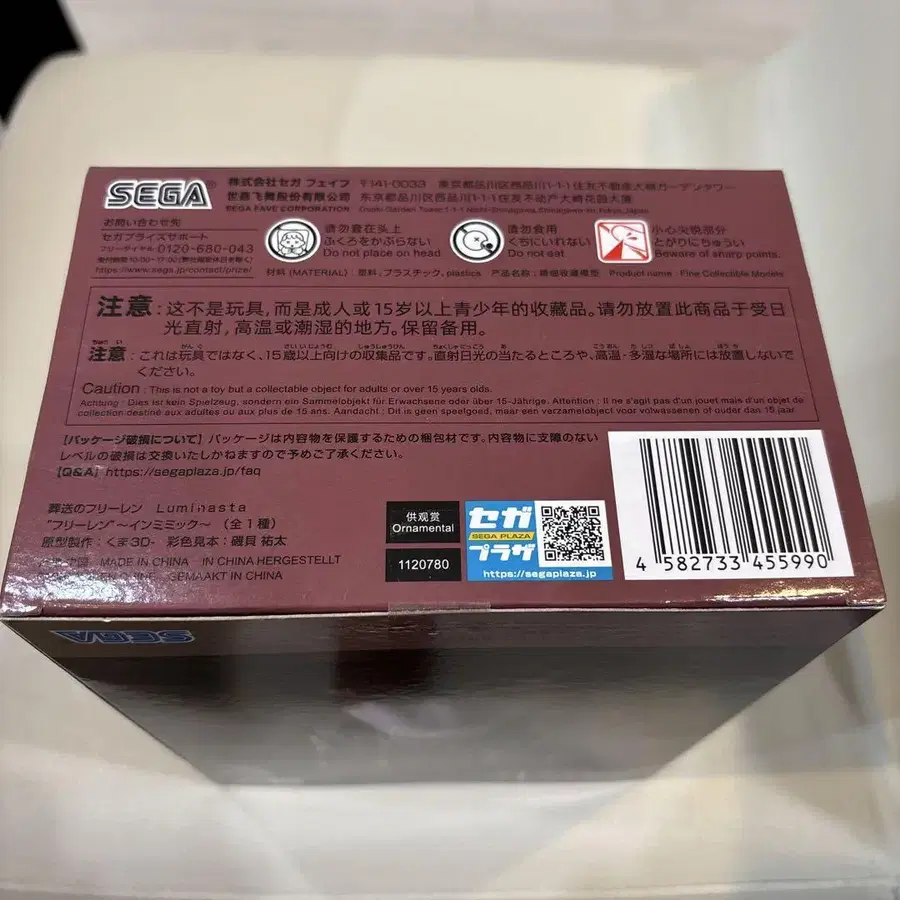 SEGA®
株式会社セガ フェイブ 〒141-0033 東京都品川区西品川1-1-1住友不動産大崎ガーデンタワー
世嘉飞舞股份有限公司 东京都品川区西品川1-1-1住友不动产大崎花园大厦
SEGA FAVE CORPORATION Osaki Garden Tower 1-1-1 Nishi-Shinagawa, Shinagawa-ku, Tokyo, Japan
お問い合わせ先
セガプライズサポート
フリーダイヤル 0120-680-043
受付時間 10:00-17:00 (弊社指定休日を除く)
https://www.sega.jp/contact/prize/
请勿套在头上
ふくろをかぶらない
Do not place on head
请勿食用
くちにいれない
Do not eat
小心尖锐部分
とがりにちゅうい
Beware of sharp points.
材料 (MATERIAL) : 塑料, プラスチック, plastics 产品名称 : 精细收藏模型 Product name : Fine Collectible Models
注意 : 这不是玩具, 而是成人或15岁以上青少年的收藏品。请勿放置此商品于受日
光直射, 高温或潮湿的地方。保留备用。
注意 : これは玩具ではなく、15歳以上向けの収集品です。直射日光の当たるところや、高温・多湿な場所には放置しないで
ください。
Caution : This is not a toy but a collectable object for adults or over 15 years olds.
Achtung : Dies ist kein Spielzeug, sondern ein Sammelobjekt für Erwachsene oder über 15-Jährige. Attention : Il ne s'agit pas d'un jouet mais d'un objet de
collection destiné aux adultes ou aux plus de 15 ans. Aandacht : Dit is geen speelgoed, maar een verzamelobject voor volwassenen of ouder dan 15 jaar.
【パッケージ破損について】パッケージは内容物を保護するための梱包材です。内容物に支障のない
レベルの破損は交換いたしかねますので予めご了承ください。
【Q&A】https://segaplaza.jp/faq
葬送のフリーレン Luminasta
“フリーレン”～インミミック～ (全1種)
原型製作 : くま3D- 彩色見本 : 磯貝 祐太
中国 MADE IN CHINA IN CHINA HERGESTELLT
GEMAAKT IN CHINA
供观赏
Ornamental
1120780
セガ
SEGA PLAZA
プラザ
https://segaplaza.jp
4 582733 455990
SEGA